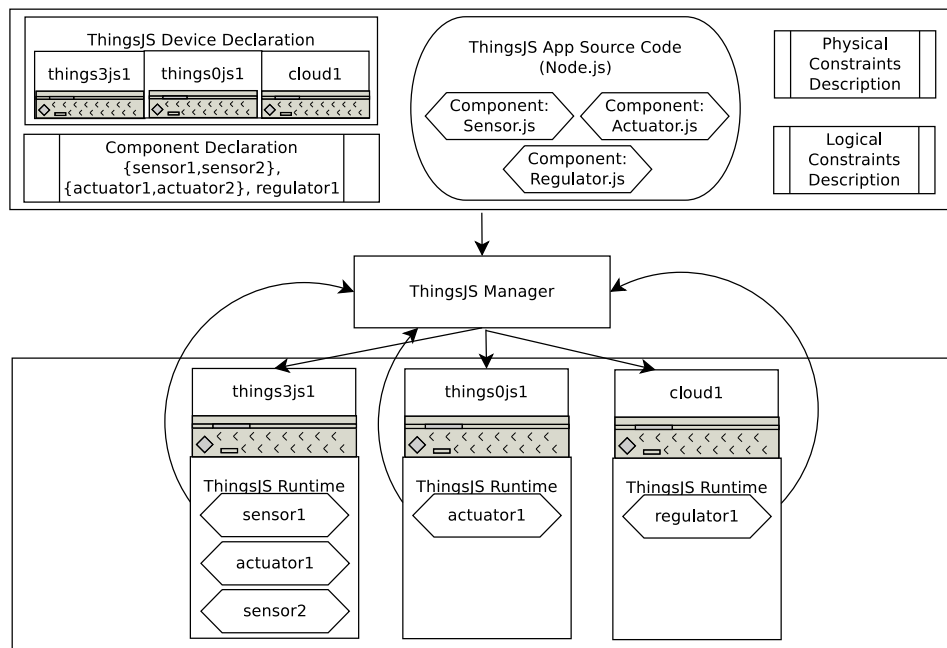 ThingsJS Device Declaration
things3js1
things0js1
cloud1
Component Declaration
{sensor1,sensor2},
{actuator1,actuator2}, regulator1
ThingsJS App Source Code
(Node.js)
Component:
Sensor.js
Component:
Actuator.js
Component:
Regulator.js
Physical
Constraints
Description
Logical
Constraints
Description
ThingsJS Manager
things3js1
ThingsJS Runtime
sensor1
actuator1
sensor2
things0js1
ThingsJS Runtime
actuator1
cloud1
ThingsJS Runtime
regulator1